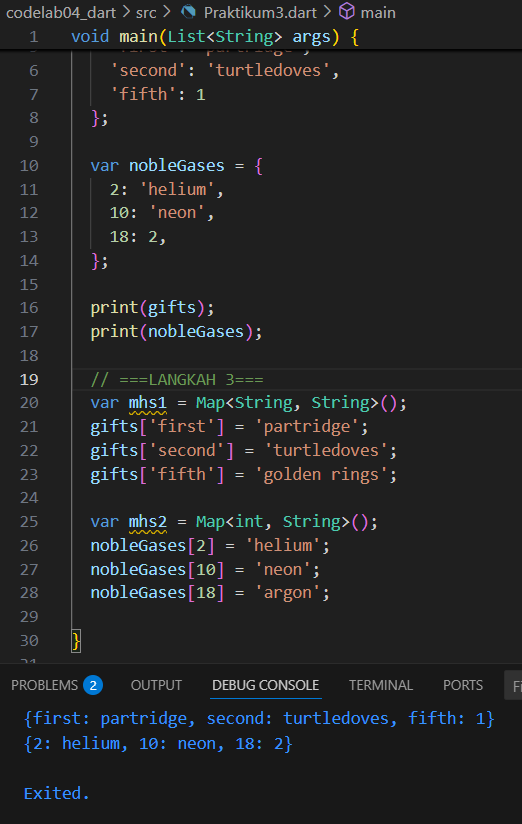 codelab04_dart > src > Praktikum3.dart > main
1 void main(List<String> args) {
6 'second': 'turtledoves',
7 'fifth': 1
8 };
9
10 var nobleGases = {
11 2: 'helium',
12 10: 'neon',
13 18: 2,
14 };
15
16 print(gifts);
17 print(nobleGases);
18
19 // ===LANGKAH 3===
20 var mhs1 = Map<String, String>();
21 gifts['first'] = 'partridge';
22 gifts['second'] = 'turtledoves';
23 gifts['fifth'] = 'golden rings';
24
25 var mhs2 = Map<int, String>();
26 nobleGases[2] = 'helium';
27 nobleGases[10] = 'neon';
28 nobleGases[18] = 'argon';
29
30 }
PROBLEMS 2 OUTPUT DEBUG CONSOLE TERMINAL PORTS Fi
{first: partridge, second: turtledoves, fifth: 1}
{2: helium, 10: neon, 18: 2}
Exited.